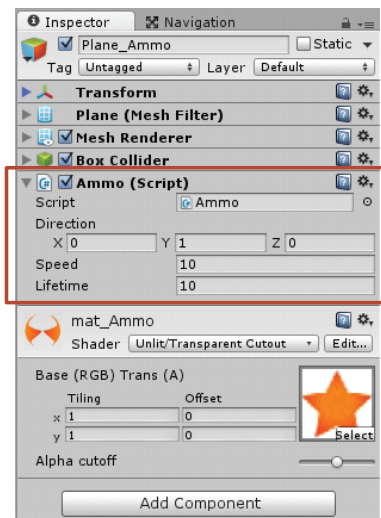 Inspector Navigation
Plane_Ammo Static
Tag Untagged Layer Default
Transform
Plane (Mesh Filter)
Mesh Renderer
Box Collider
Ammo (Script)
Script Ammo
Direction
X 0 Y 1 Z 0
Speed 10
Lifetime 10
mat_Ammo
Shader Unlit/Transparent Cutout Edit...
Base (RGB) Trans (A)
Tiling Offset
x 1 0
y 1 0 Select
Alpha cutoff
Add Component